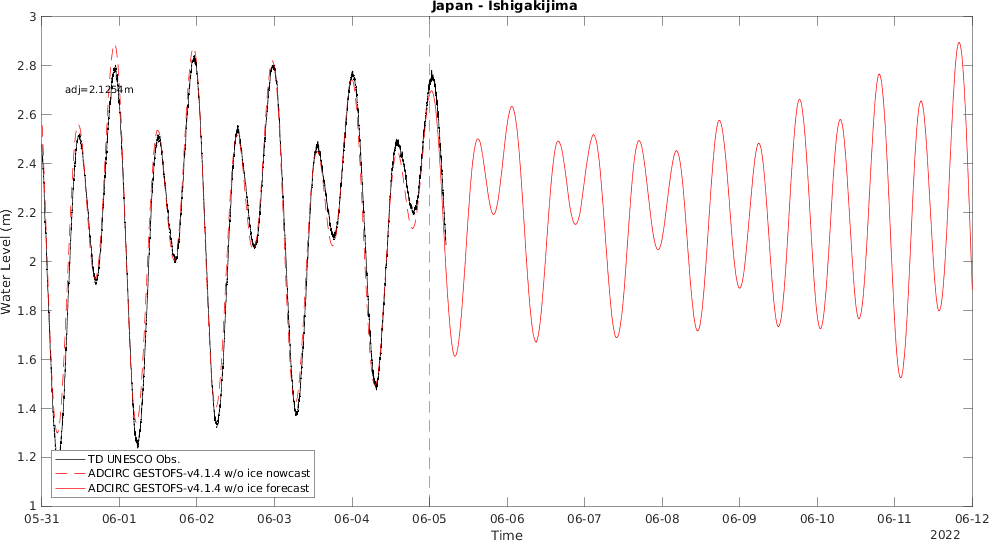 Japan - Ishigakijima
3
2.8
2.6
2.4
2.2
2
1.8
1.6
1.4
1.2
1
Water Level (m)
adj=2.1254m
TD UNESCO Obs.
ADCIRC GESTOFS-v4.1.4 w/o ice nowcast
ADCIRC GESTOFS-v4.1.4 w/o ice forecast
05-31 06-01 06-02 06-03 06-04 06-05 06-06 06-07 06-08 06-09 06-10 06-11 06-12
Time
2022